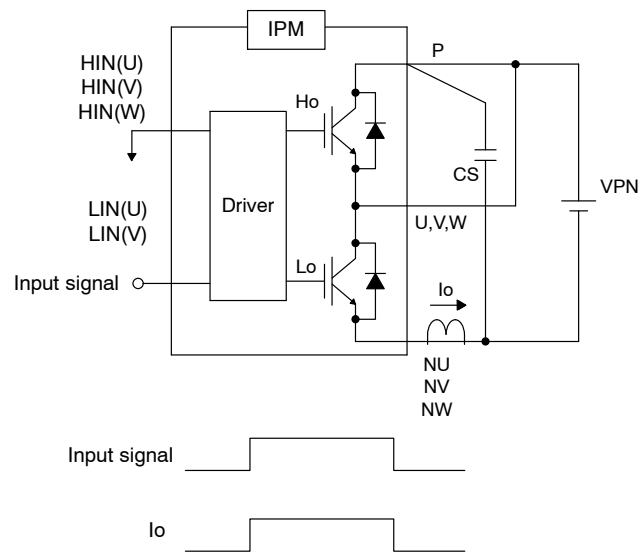 IPM
P
HIN(U)
HIN(V)
HIN(W)
Ho
CS
VPN
Driver
LIN(U)
LIN(V)
U,V,W
Input signal
Lo
Io
NU
NV
NW
Input signal
Io